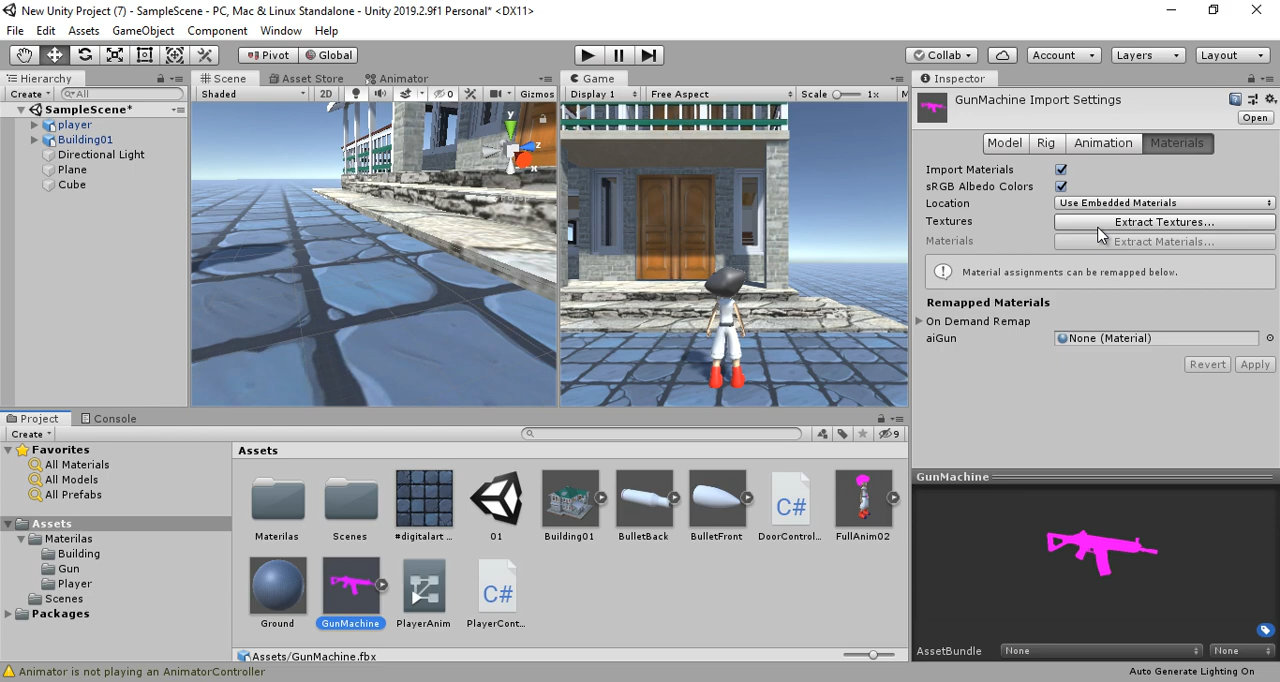 New Unity Project (7) - SampleScene - PC, Mac & Linux Standalone - Unity 2019.2.9f1 Personal* <DX11>
File Edit Assets GameObject Component Window Help
Pivot Global Collab Account Layers Layout
Hierarchy Scene Asset Store Animator Game Inspector
Create All Shaded 2D 0 Gizmos Display 1 Free Aspect Scale 1x M
SampleScene*
player
Building01
Directional Light
Plane
Cube
y
z
x
Persp
GunMachine Import Settings
Open
Model Rig Animation Materials
Import Materials
sRGB Albedo Colors
Location Use Embedded Materials
Textures Extract Textures...
Materials Extract Materials...
Material assignments can be remapped below.
Remapped Materials
On Demand Remap
aiGun None (Material)
Revert Apply
Project Console
Create 9
Favorites
All Materials
All Models
All Prefabs
Assets
Materilas
Building
Gun
Player
Scenes
Packages
Assets
Materilas Scenes #digitalart ... 01 Building01 BulletBack BulletFront DoorControl... FullAnim02
C#
C#
Ground GunMachine PlayerAnim PlayerCont...
Assets/GunMachine.fbx
GunMachine
AssetBundle None None
Animator is not playing an AnimatorController
Auto Generate Lighting On